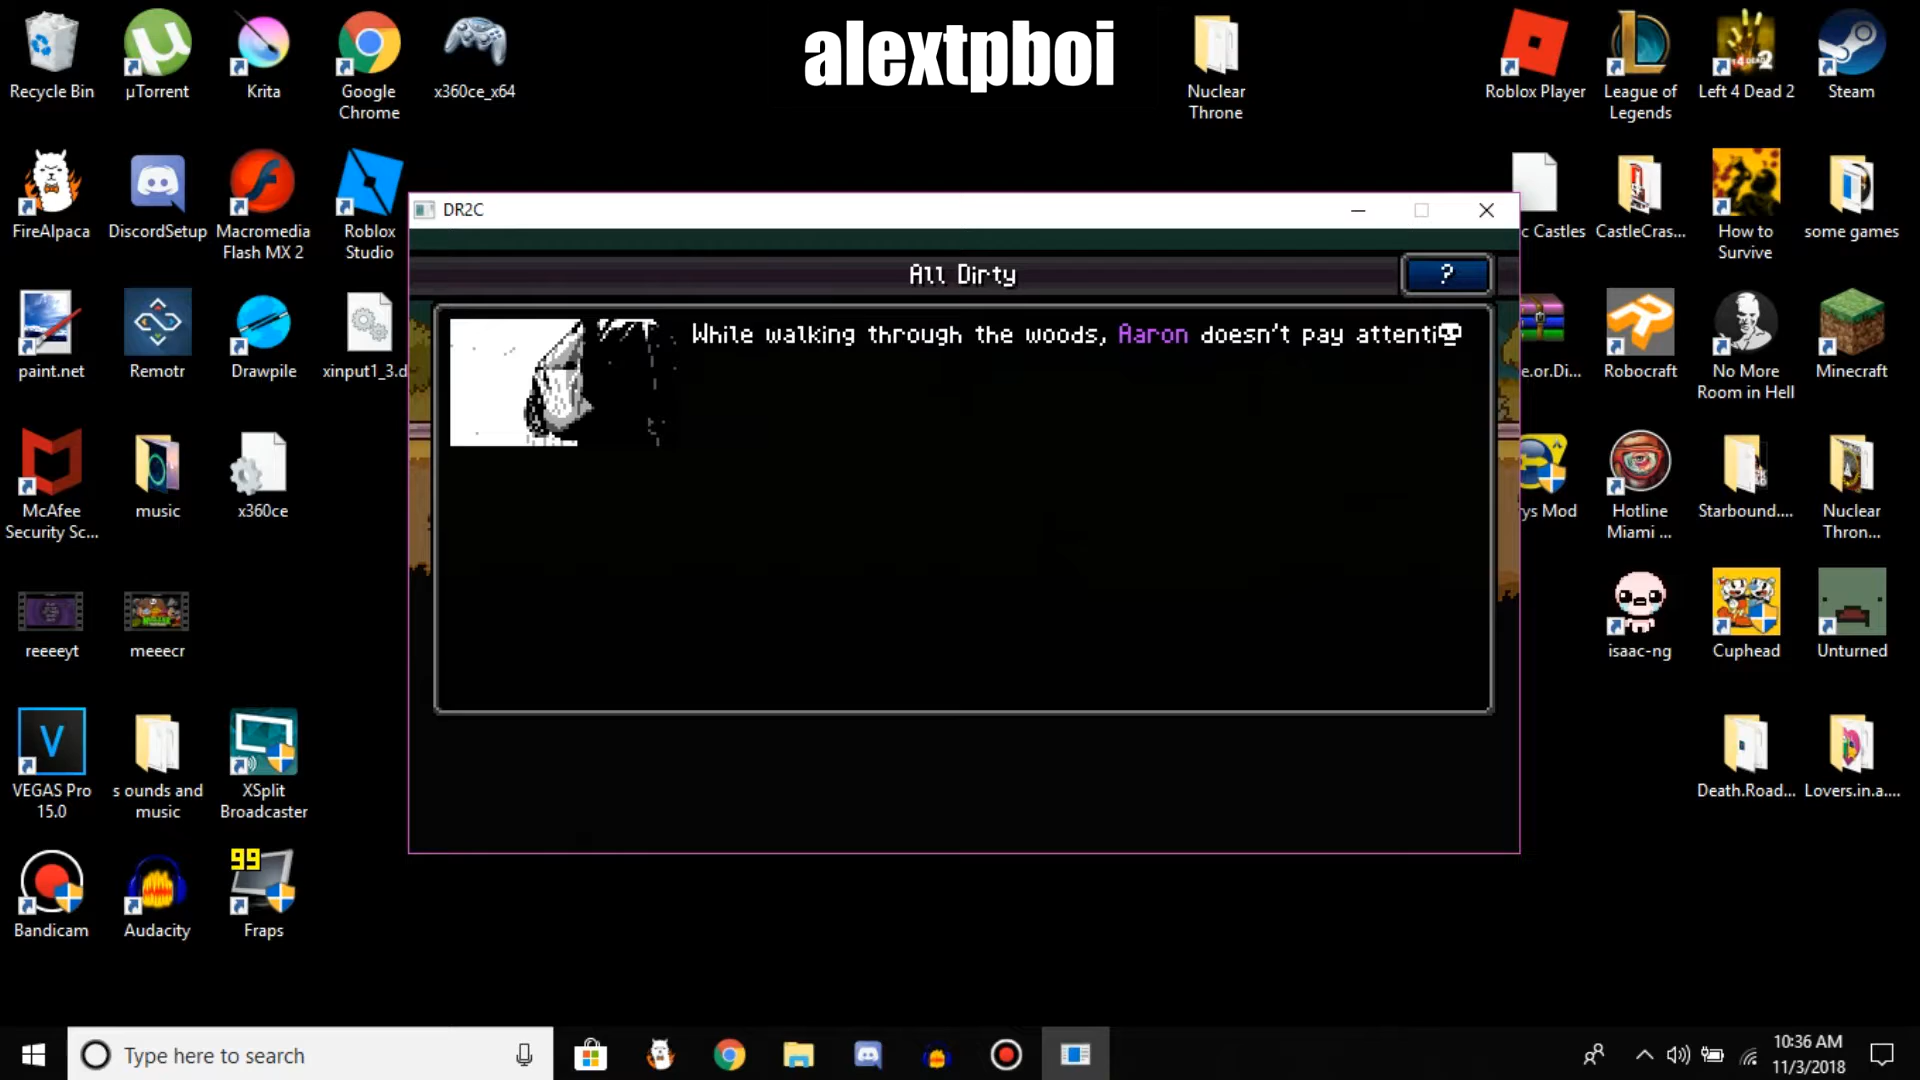 alextpboi
Recycle Bin
µTorrent
Krita
Google
Chrome
x360ce_x64
Nuclear
Throne
Roblox Player
League of
Legends
Left 4 Dead 2
Steam
FireAlpaca
DiscordSetup
Macromedia
Flash MX 2
Roblox
Studio
DR2C
c Castles
CastleCras...
How to
Survive
some games
All Dirty
?
While walking through the woods, Aaron doesn't pay attenti
paint.net
Remotr
Drawpile
xinput1_3.d
e.or.Di...
Robocraft
No More
Room in Hell
Minecraft
McAfee
Security Sc...
music
x360ce
ys Mod
Hotline
Miami ...
Starbound....
Nuclear
Thron...
reeeeyt
meeecr
isaac-ng
Cuphead
Unturned
VEGAS Pro
15.0
s ounds and
music
XSplit
Broadcaster
Death.Road...
Lovers.in.a....
99
Bandicam
Audacity
Fraps
Type here to search
10:36 AM
11/3/2018